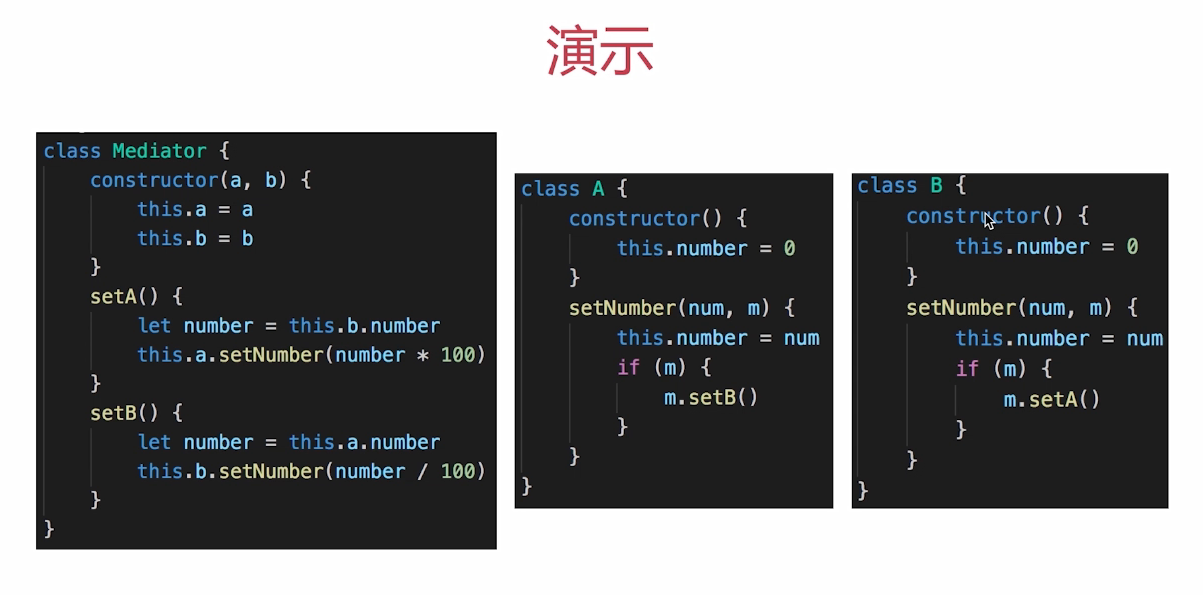 演示
class Mediator {
    constructor(a, b) {
        this.a = a
        this.b = b
    }
    setA() {
        let number = this.b.number
        this.a.setNumber(number * 100)
    }
    setB() {
        let number = this.a.number
        this.b.setNumber(number / 100)
    }
}
class A {
    constructor() {
        this.number = 0
    }
    setNumber(num, m) {
        this.number = num
        if (m) {
            m.setB()
        }
    }
}
class B {
    constructor() {
        this.number = 0
    }
    setNumber(num, m) {
        this.number = num
        if (m) {
            m.setA()
        }
    }
}